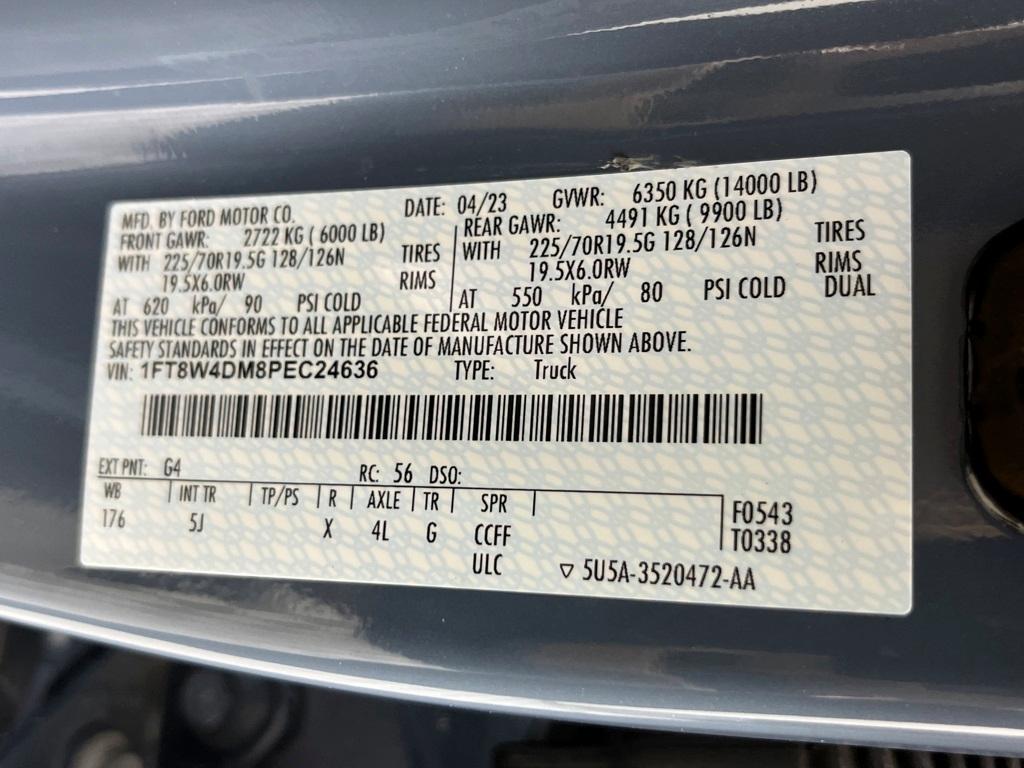 MFD. BY FORD MOTOR CO. DATE: 04/23 GVWR: 6350 KG (14000 LB)
FRONT GAWR: 2722 KG ( 6000 LB) REAR GAWR: 4491 KG ( 9900 LB)
WITH 225/70R19.5G 128/126N TIRES WITH 225/70R19.5G 128/126N TIRES
19.5X6.0RW RIMS 19.5X6.0RW RIMS
AT 620 kPa/ 90 PSI COLD AT 550 kPa/ 80 PSI COLD DUAL
THIS VEHICLE CONFORMS TO ALL APPLICABLE FEDERAL MOTOR VEHICLE
SAFETY STANDARDS IN EFFECT ON THE DATE OF MANUFACTURE SHOWN ABOVE.
VIN: 1FT8W4DM8PEC24636 TYPE: Truck
EXT PNT: G4 RC: 56 DSO:
WB INT TR TP/PS R AXLE TR SPR
176 5J X 4L G CCFF
ULC
F0543
T0338
▽ 5U5A-3520472-AA